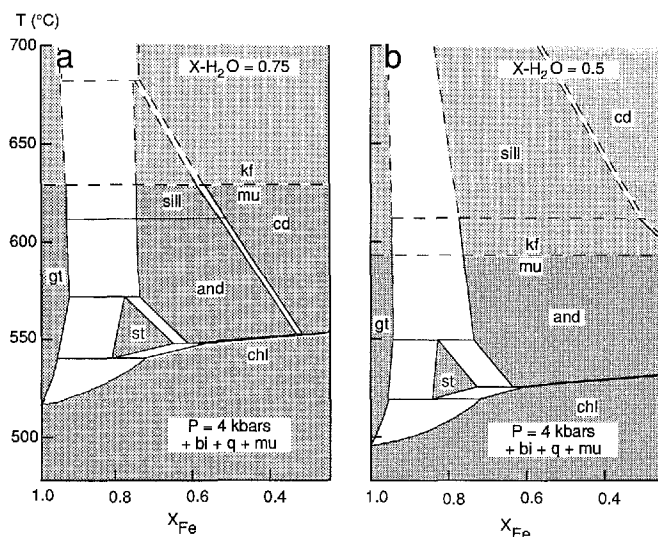 T (°C)
700
650
600
550
500
a
X-H2O = 0.75
kf
sill
mu
cd
gt
and
st
chl
P = 4 kbars
+ bi + q + mu
1.0
0.8
0.6
0.4
XFe
b
X-H2O = 0.5
cd
sill
kf
mu
gt
and
st
chl
P = 4 kbars
+ bi + q + mu
1.0
0.8
0.6
0.4
XFe